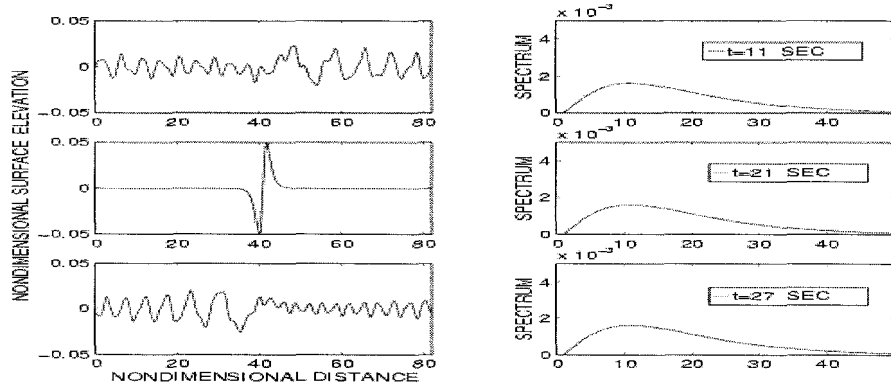 NONDIMENSIONAL SURFACE ELEVATION
0.05
0
-0.05
0 20 40 60 80
0.05
0
-0.05
0 20 40 60 80
0.05
0
-0.05
0 20 40 60 80
NONDIMENSIONAL DISTANCE
× 10⁻³
SPECTRUM
4
2
0
t=11 SEC
0 10 20 30 40
× 10⁻³
SPECTRUM
4
2
0
t=21 SEC
0 10 20 30 40
× 10⁻³
SPECTRUM
4
2
0
t=27 SEC
0 10 20 30 40